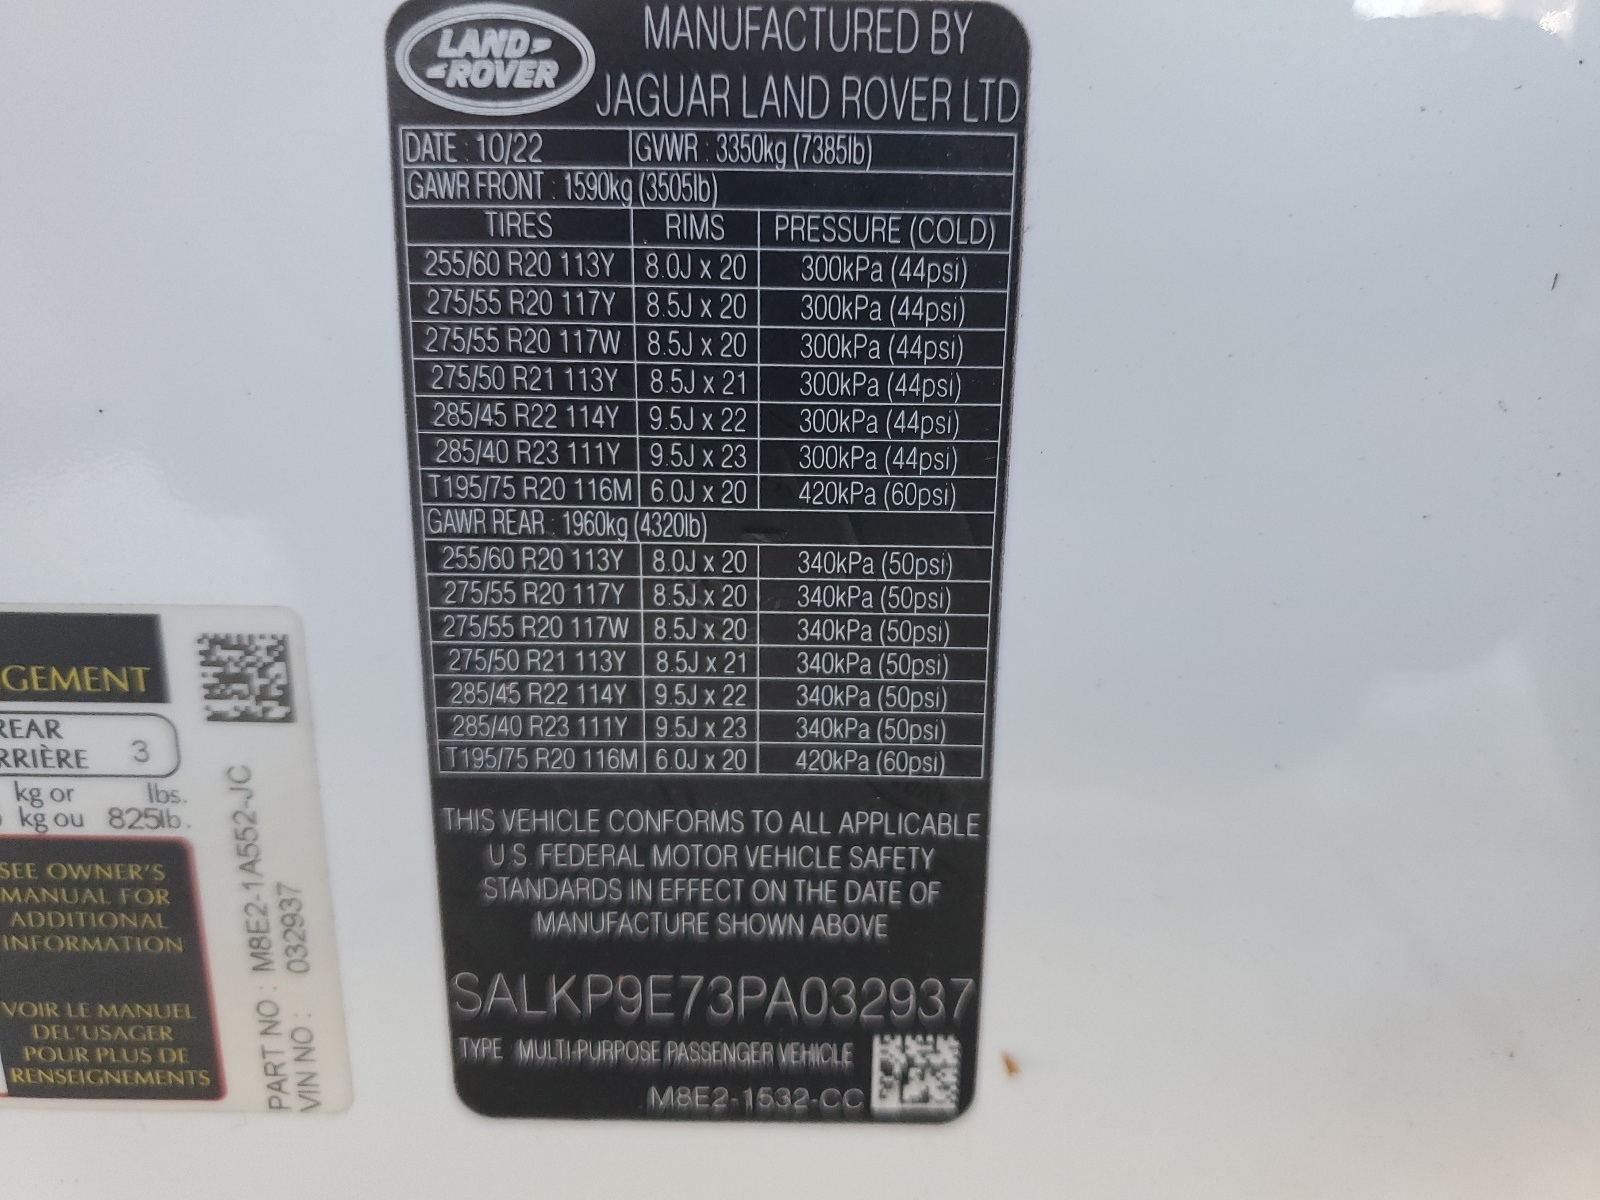 LAND-
-ROVER
MANUFACTURED BY
JAGUAR LAND ROVER LTD
DATE : 10/22 GVWR : 3350kg (7385lb)
GAWR FRONT : 1590kg (3505lb)
TIRES RIMS PRESSURE (COLD)
255/60 R20 113Y 8.0J x 20 300kPa (44psi)
275/55 R20 117Y 8.5J x 20 300kPa (44psi)
275/55 R20 117W 8.5J x 20 300kPa (44psi)
275/50 R21 113Y 8.5J x 21 300kPa (44psi)
285/45 R22 114Y 9.5J x 22 300kPa (44psi)
285/40 R23 111Y 9.5J x 23 300kPa (44psi)
T195/75 R20 116M 6.0J x 20 420kPa (60psi)
GAWR REAR : 1960kg (4320lb)
255/60 R20 113Y 8.0J x 20 340kPa (50psi)
275/55 R20 117Y 8.5J x 20 340kPa (50psi)
275/55 R20 117W 8.5J x 20 340kPa (50psi)
275/50 R21 113Y 8.5J x 21 340kPa (50psi)
285/45 R22 114Y 9.5J x 22 340kPa (50psi)
285/40 R23 111Y 9.5J x 23 340kPa (50psi)
T195/75 R20 116M 6.0J x 20 420kPa (60psi)
THIS VEHICLE CONFORMS TO ALL APPLICABLE
U.S. FEDERAL MOTOR VEHICLE SAFETY
STANDARDS IN EFFECT ON THE DATE OF
MANUFACTURE SHOWN ABOVE
SALKP9E73PA032937
TYPE MULTI-PURPOSE PASSENGER VEHICLE
M8E2-1532-CC
GEMENT
REAR
RRIÈRE 3
kg or lbs.
kg ou 825lb.
SEE OWNER'S
MANUAL FOR
ADDITIONAL
INFORMATION
VOIR LE MANUEL
DEL'USAGER
POUR PLUS DE
RENSEIGNEMENTS
PART NO : M8E2-1A552-JC
VIN NO : 032937